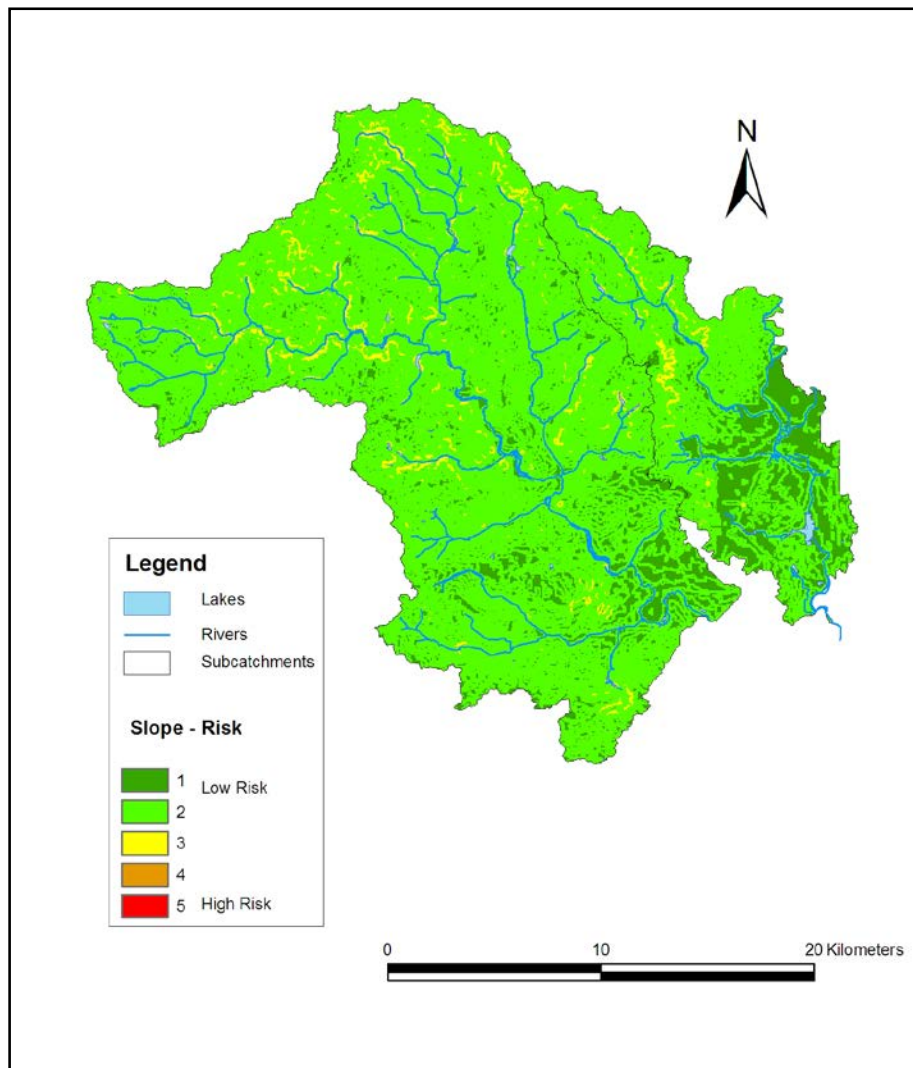 N
Legend
Lakes
Rivers
Subcatchments
Slope - Risk
1 Low Risk
2
3
4
5 High Risk
0 10 20 Kilometers